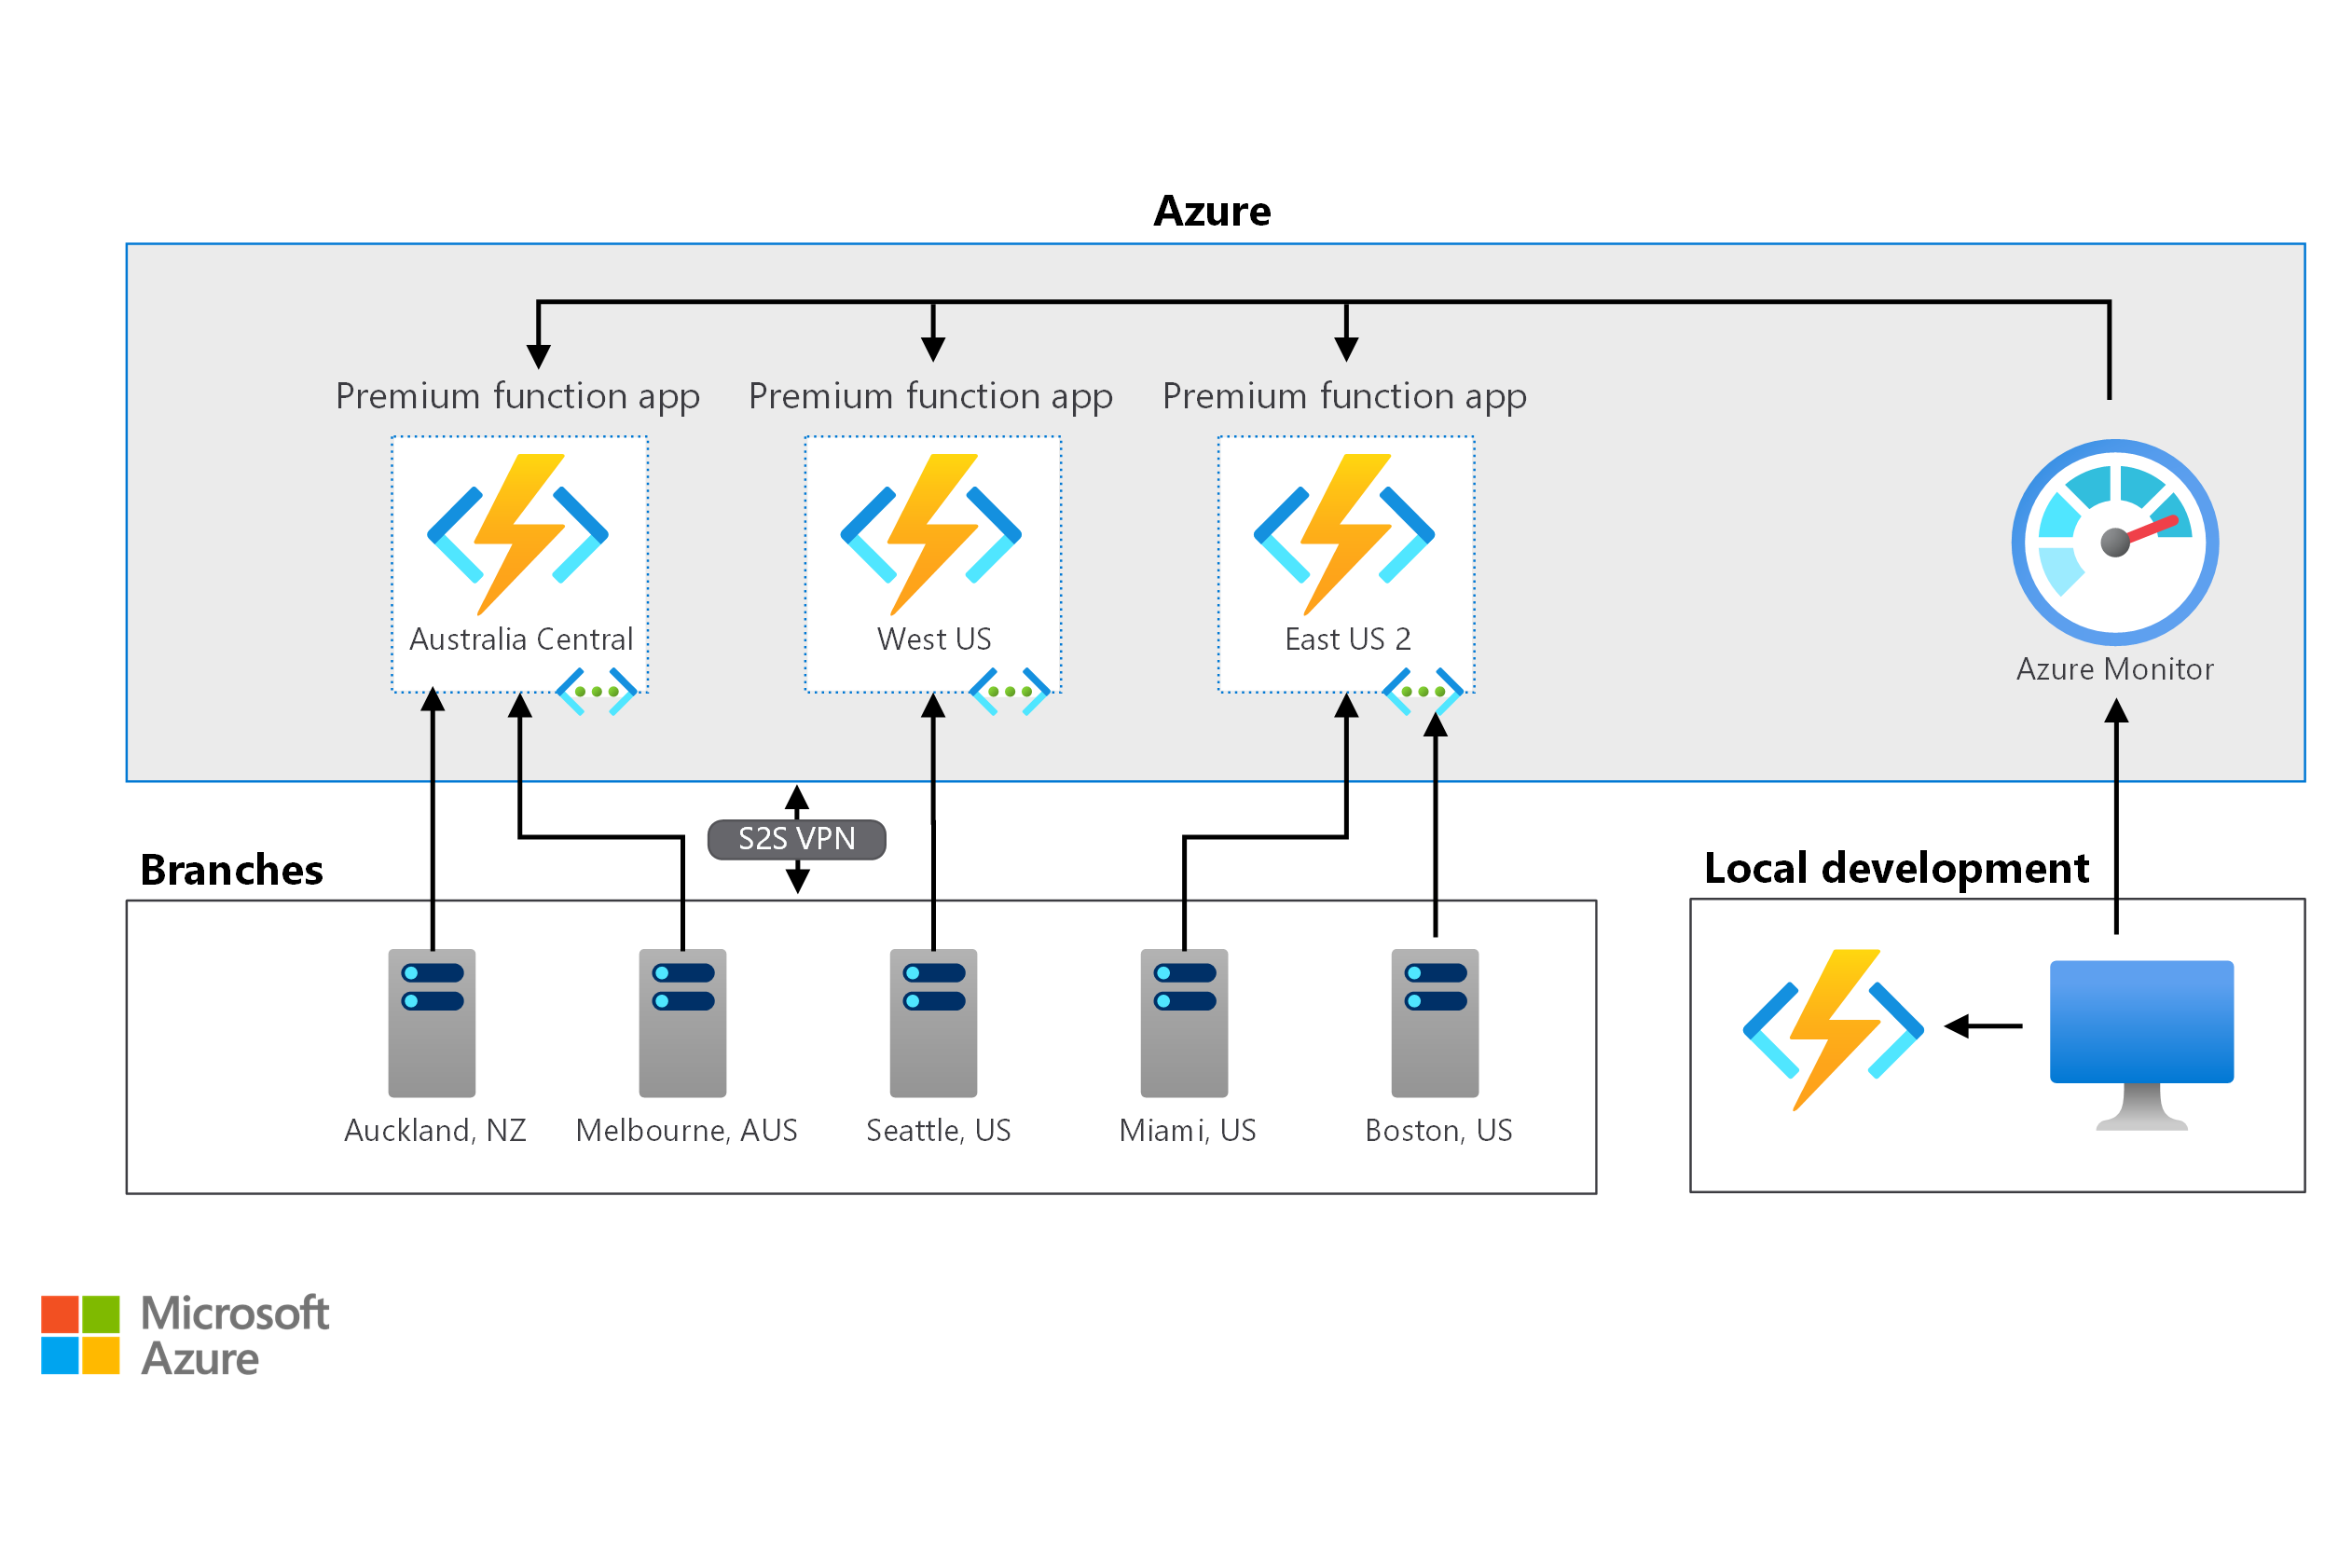 Azure
Premium function app
Premium function app
Premium function app
Australia Central
West US
East US 2
Azure Monitor
S2S VPN
Branches
Local development
Auckland, NZ
Melbourne, AUS
Seattle, US
Miami, US
Boston, US
Microsoft
Azure